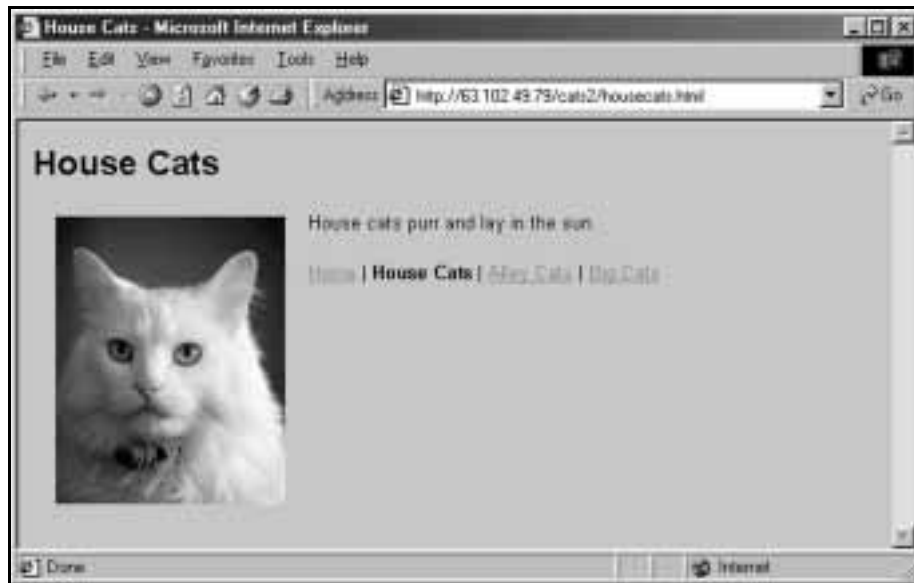 House Cats - Microsoft Internet Explorer
File Edit View Favorites Tools Help
Address http://63.102.49.79/cats2/housecats.html Go
House Cats
House cats purr and lay in the sun.
Home | House Cats | Alley Cats | Big Cats
Done Internet